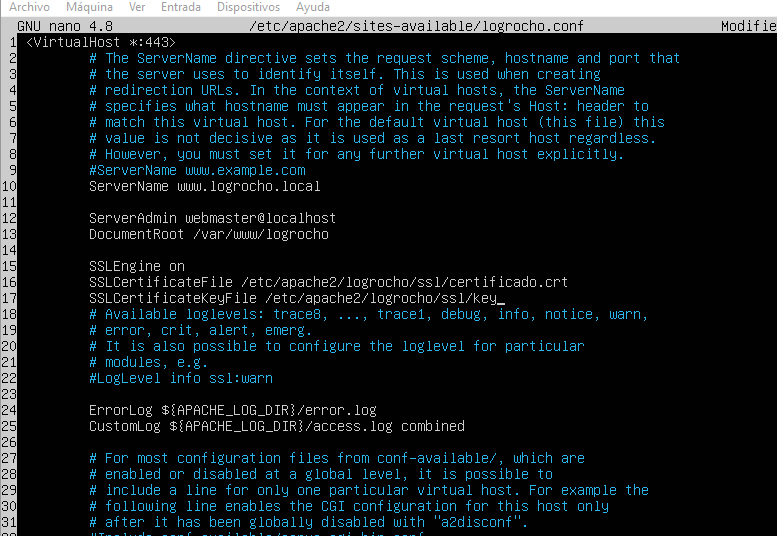 Archivo Máquina Ver Entrada Dispositivos Ayuda
GNU nano 4.8 /etc/apache2/sites-available/logrocho.conf Modifie
1 <VirtualHost *:443>
2 # The ServerName directive sets the request scheme, hostname and port that
3 # the server uses to identify itself. This is used when creating
4 # redirection URLs. In the context of virtual hosts, the ServerName
5 # specifies what hostname must appear in the request's Host: header to
6 # match this virtual host. For the default virtual host (this file) this
7 # value is not decisive as it is used as a last resort host regardless.
8 # However, you must set it for any further virtual host explicitly.
9 #ServerName www.example.com
10 ServerName www.logrocho.local
11
12 ServerAdmin webmaster@localhost
13 DocumentRoot /var/www/logrocho
14
15 SSLEngine on
16 SSLCertificateFile /etc/apache2/logrocho/ssl/certificado.crt
17 SSLCertificateKeyFile /etc/apache2/logrocho/ssl/key_
18 # Available loglevels: trace8, ..., trace1, debug, info, notice, warn,
19 # error, crit, alert, emerg.
20 # It is also possible to configure the loglevel for particular
21 # modules, e.g.
22 #LogLevel info ssl:warn
23
24 ErrorLog ${APACHE_LOG_DIR}/error.log
25 CustomLog ${APACHE_LOG_DIR}/access.log combined
26
27 # For most configuration files from conf-available/, which are
28 # enabled or disabled at a global level, it is possible to
29 # include a line for only one particular virtual host. For example the
30 # following line enables the CGI configuration for this host only
31 # after it has been globally disabled with "a2disconf".